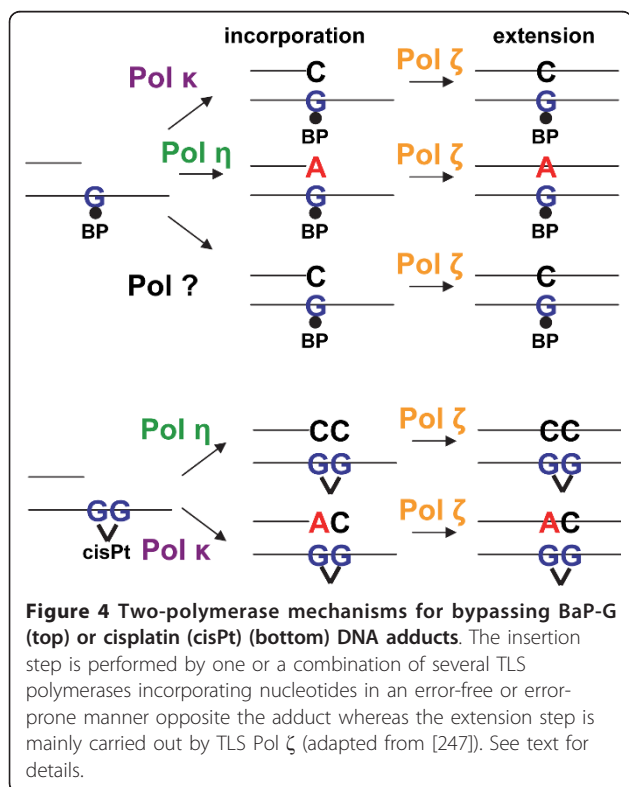 incorporation extension
Pol κ C Pol ζ C
G G
BP BP
Pol η A Pol ζ A
G G G
BP BP BP
Pol ? C Pol ζ C
G G
BP BP
Pol η CC Pol ζ CC
GG GG
GG
cisPt
Pol κ AC Pol ζ AC
GG GG
Figure 4 Two-polymerase mechanisms for bypassing BaP-G
(top) or cisplatin (cisPt) (bottom) DNA adducts. The insertion
step is performed by one or a combination of several TLS
polymerases incorporating nucleotides in an error-free or error-
prone manner opposite the adduct whereas the extension step is
mainly carried out by TLS Pol ζ (adapted from [247]). See text for
details.